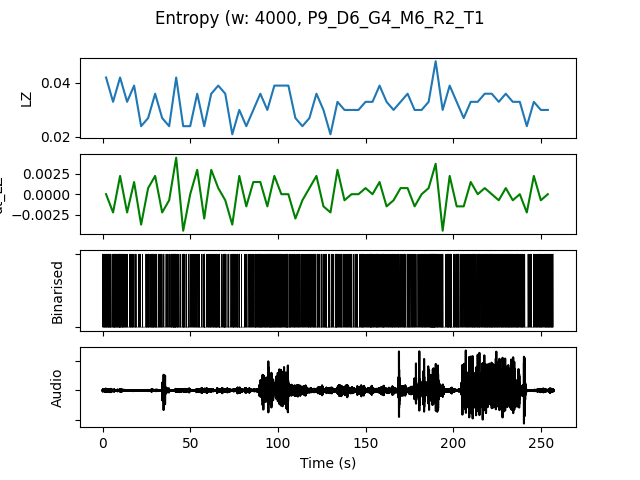 Entropy (w: 4000, P9_D6_G4_M6_R2_T1
LZ
0.04
0.02
0.0025
0.0000
−0.0025
Binarised
Audio
0 50 100 150 200 250
Time (s)